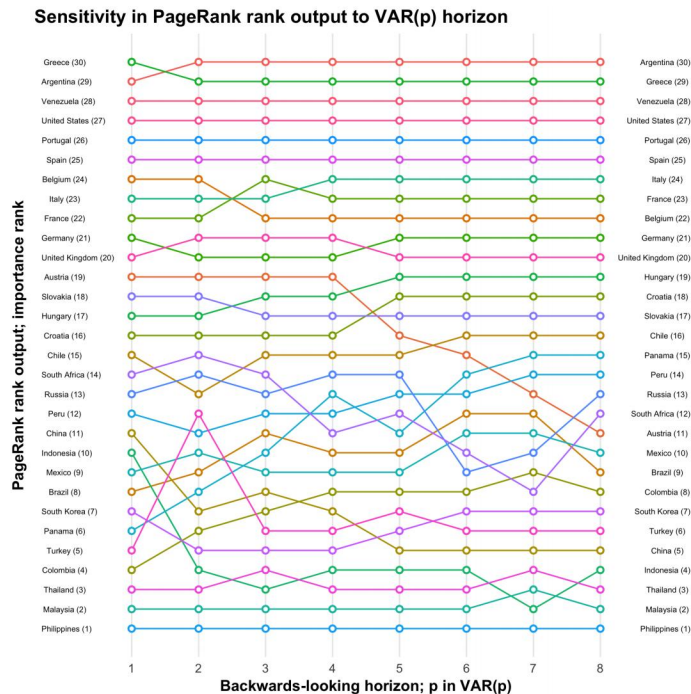 Sensitivity in PageRank rank output to VAR(p) horizon
PageRank rank output; importance rank
Greece (30)
Argentina (29)
Venezuela (28)
United States (27)
Portugal (26)
Spain (25)
Belgium (24)
Italy (23)
France (22)
Germany (21)
United Kingdom (20)
Austria (19)
Slovakia (18)
Hungary (17)
Croatia (16)
Chile (15)
South Africa (14)
Russia (13)
Peru (12)
China (11)
Indonesia (10)
Mexico (9)
Brazil (8)
South Korea (7)
Panama (6)
Turkey (5)
Colombia (4)
Thailand (3)
Malaysia (2)
Philippines (1)
Argentina (30)
Greece (29)
Venezuela (28)
United States (27)
Portugal (26)
Spain (25)
Italy (24)
France (23)
Belgium (22)
Germany (21)
United Kingdom (20)
Hungary (19)
Croatia (18)
Slovakia (17)
Chile (16)
Panama (15)
Peru (14)
Russia (13)
South Africa (12)
Austria (11)
Mexico (10)
Brazil (9)
Colombia (8)
South Korea (7)
Turkey (6)
China (5)
Indonesia (4)
Thailand (3)
Malaysia (2)
Philippines (1)
1 2 3 4 5 6 7 8
Backwards-looking horizon; p in VAR(p)